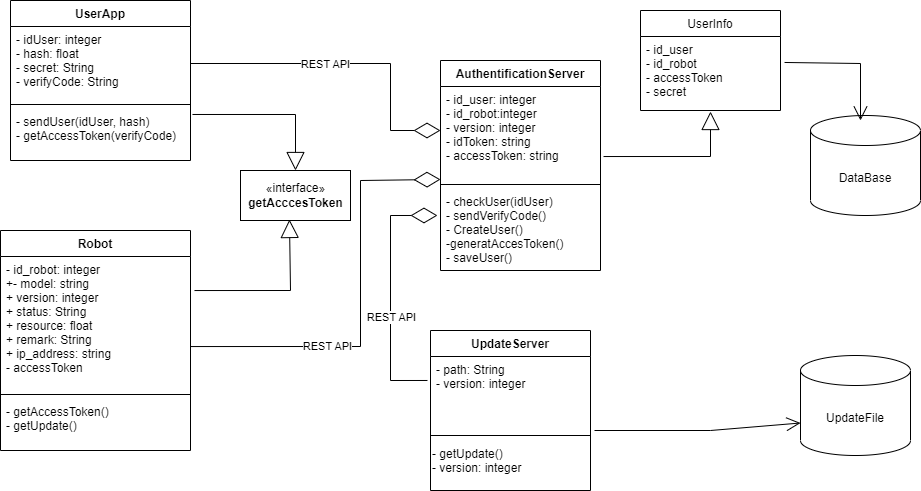 UserApp
- idUser: integer
- hash: float
- secret: String
- verifyCode: String
- sendUser(idUser, hash)
- getAccessToken(verifyCode)
REST API
«interface»
getAcccesToken
Robot
- id_robot: integer
+- model: string
+ version: integer
+ status: String
+ resource: float
+ remark: String
+ ip_address: string
- accessToken
- getAccessToken()
- getUpdate()
REST API
AuthentificationServer
- id_user: integer
- id_robot:integer
- version: integer
- idToken: string
- accessToken: string
- checkUser(idUser)
- sendVerifyCode()
- CreateUser()
-generatAccesToken()
- saveUser()
REST API
UserInfo
- id_user
- id_robot
- accessToken
- secret
DataBase
UpdateServer
- path: String
- version: integer
- getUpdate()
- version: integer
UpdateFile